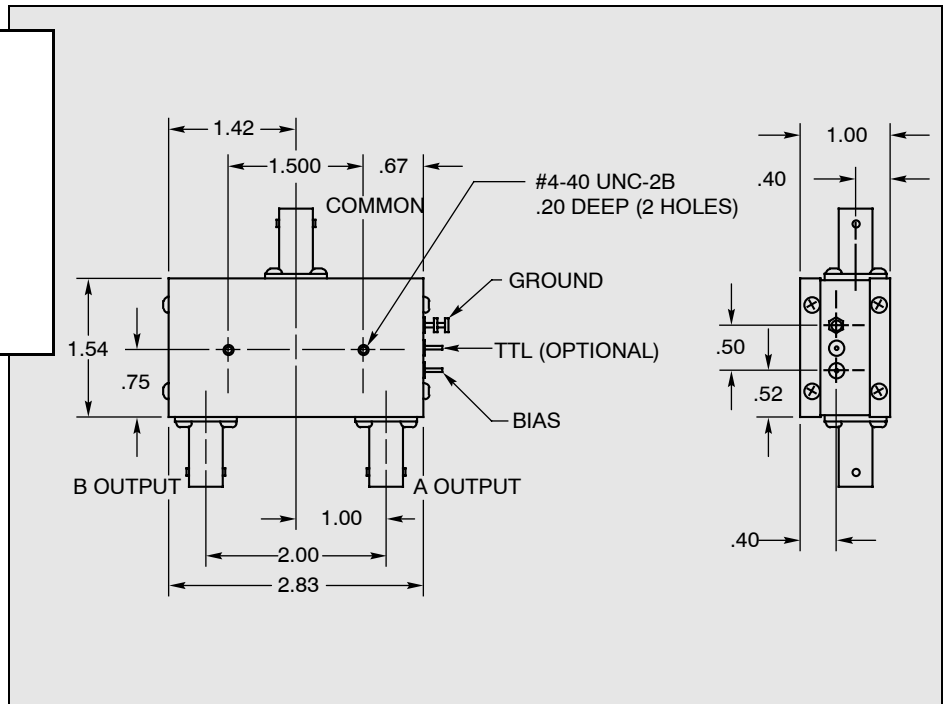 1.42
1.00
1.500
.67
#4-40 UNC-2B
.20 DEEP (2 HOLES)
.40
COMMON
GROUND
1.54
TTL (OPTIONAL)
.50
.75
.52
BIAS
B OUTPUT
A OUTPUT
1.00
.40
2.00
2.83